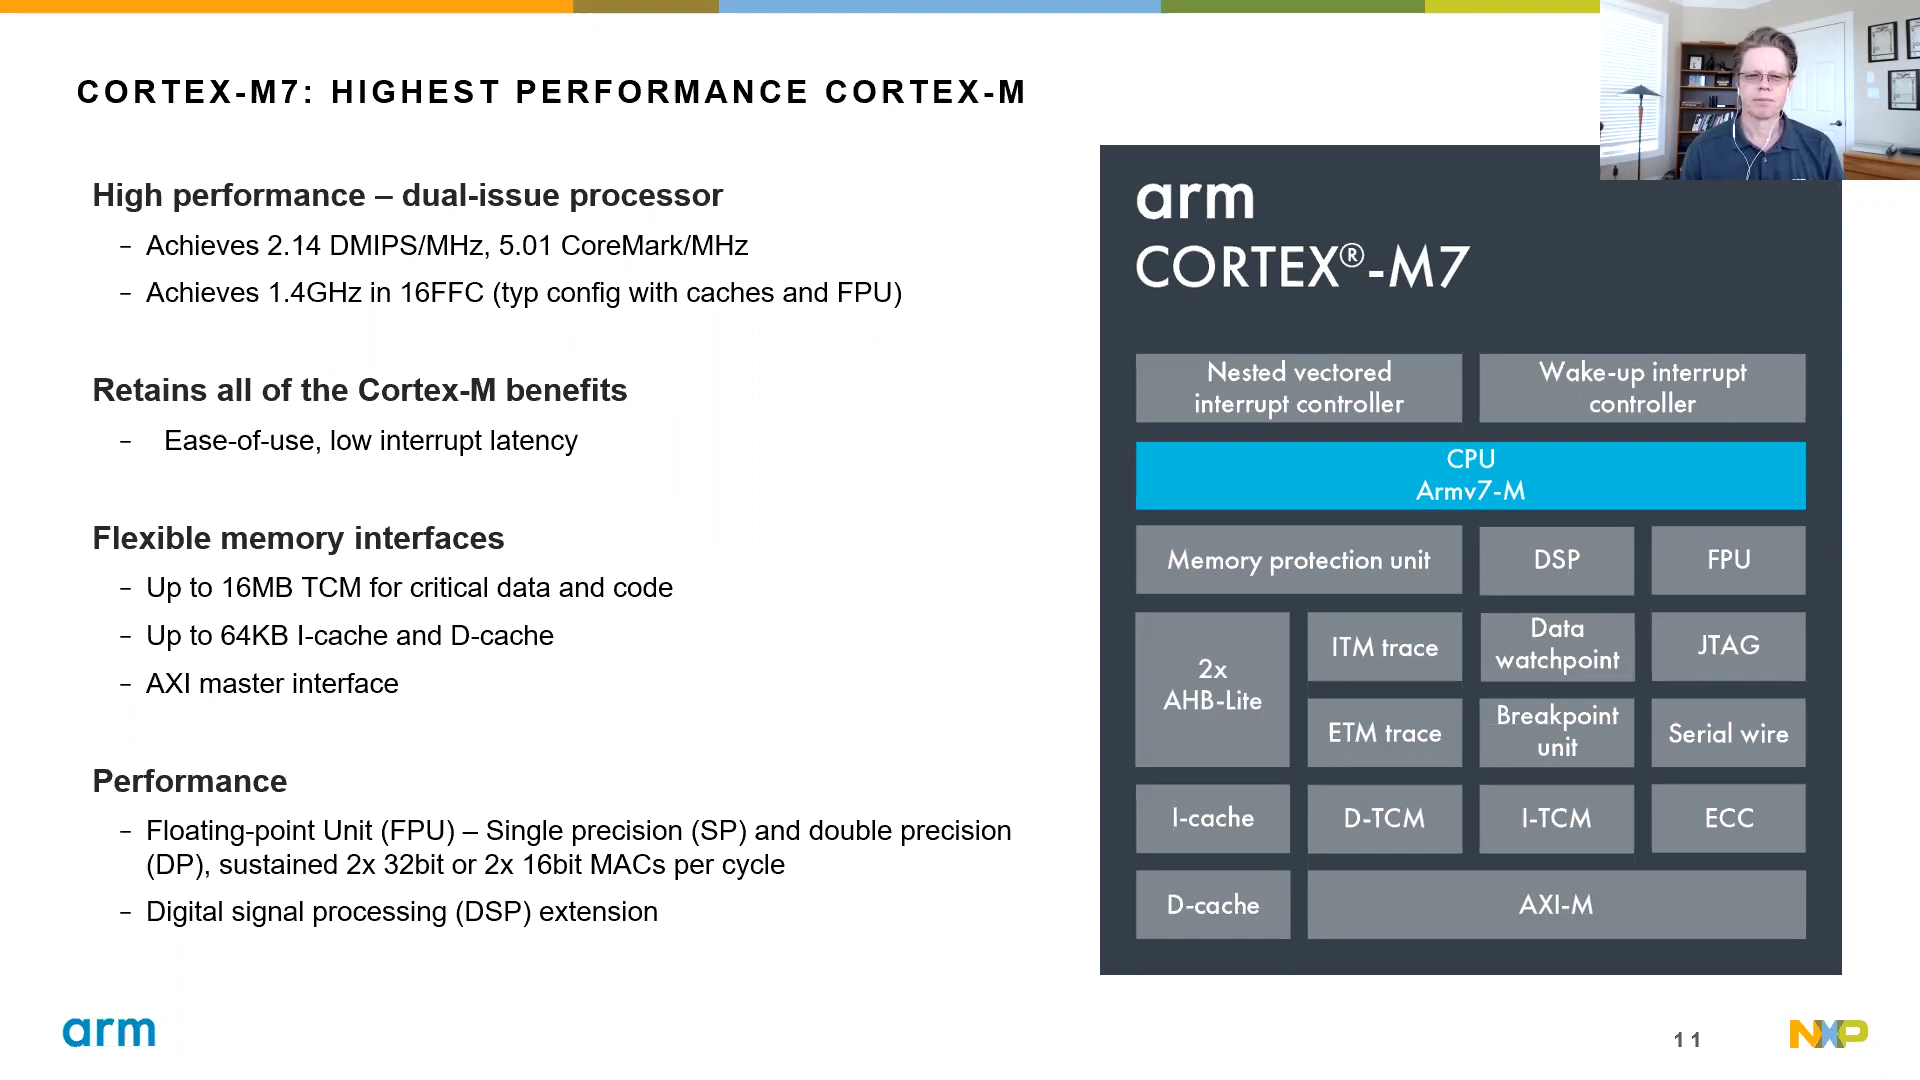 CORTEX-M7: HIGHEST PERFORMANCE CORTEX-M
High performance – dual-issue processor
– Achieves 2.14 DMIPS/MHz, 5.01 CoreMark/MHz
– Achieves 1.4GHz in 16FFC (typ config with caches and FPU)
Retains all of the Cortex-M benefits
– Ease-of-use, low interrupt latency
Flexible memory interfaces
– Up to 16MB TCM for critical data and code
– Up to 64KB I-cache and D-cache
– AXI master interface
Performance
– Floating-point Unit (FPU) – Single precision (SP) and double precision
(DP), sustained 2x 32bit or 2x 16bit MACs per cycle
– Digital signal processing (DSP) extension
arm
CORTEX®-M7
Nested vectored
interrupt controller
Wake-up interrupt
controller
CPU
Armv7-M
Memory protection unit
DSP
FPU
2x
AHB-Lite
ITM trace
Data
watchpoint
JTAG
ETM trace
Breakpoint
unit
Serial wire
I-cache
D-TCM
I-TCM
ECC
D-cache
AXI-M
arm
11
NXP